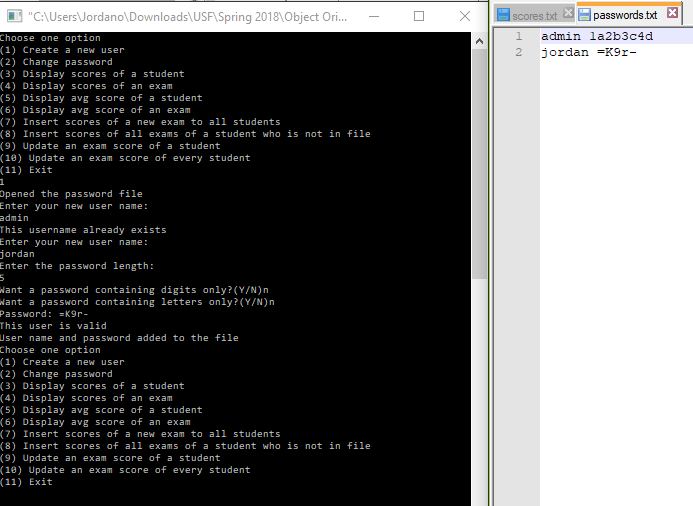 "C:\Users\Jordano\Downloads\USF\Spring 2018\Object Ori...
Choose one option
(1) Create a new user
(2) Change password
(3) Display scores of a student
(4) Display scores of an exam
(5) Display avg score of a student
(6) Display avg score of an exam
(7) Insert scores of a new exam to all students
(8) Insert scores of all exams of a student who is not in file
(9) Update an exam score of a student
(10) Update an exam score of every student
(11) Exit
1
Opened the password file
Enter your new user name:
admin
This username already exists
Enter your new user name:
jordan
Enter the password length:
5
Want a password containing digits only?(Y/N)n
Want a password containing letters only?(Y/N)n
Password: =K9r-
This user is valid
User name and password added to the file
Choose one option
(1) Create a new user
(2) Change password
(3) Display scores of a student
(4) Display scores of an exam
(5) Display avg score of a student
(6) Display avg score of an exam
(7) Insert scores of a new exam to all students
(8) Insert scores of all exams of a student who is not in file
(9) Update an exam score of a student
(10) Update an exam score of every student
(11) Exit
scores.txt passwords.txt
1 admin 1a2b3c4d
2 jordan =K9r-